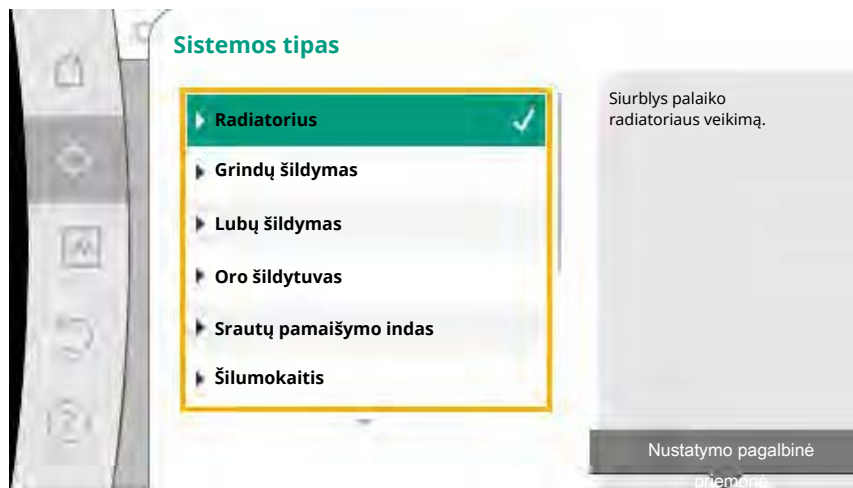 Sistemos tipas
Radiatorius
Grindų šildymas
Lubų šildymas
Oro šildytuvas
Srautų pamaišymo indas
Šilumokaitis
Siurblys palaiko
radiatoriaus veikimą.
Nustatymo pagalbinė
priemonė